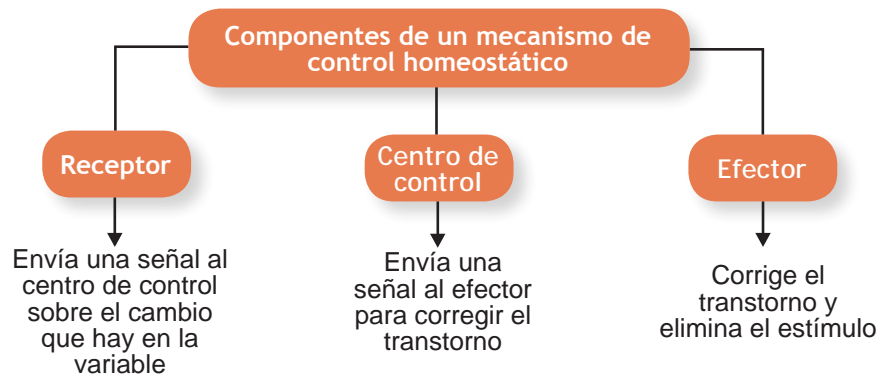 Componentes de un mecanismo de
control homeostático
Receptor
Envía una señal al
centro de control
sobre el cambio
que hay en la
variable
Centro de
control
Envía una
señal al efector
para corregir el
transtorno
Efector
Corrige el
transtorno y
elimina el estímulo